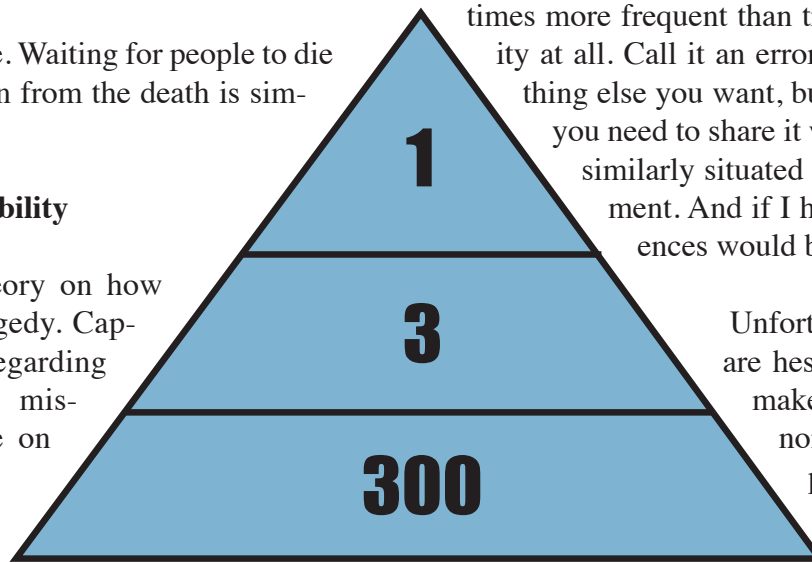 e. Waiting for people to die
n from the death is sim-
bility
eory on how
gedy. Cap-
egarding
mis-
e on
1
3
300
times more frequent than t
ity at all. Call it an error
thing else you want, bu
you need to share it
similarly situated
ment. And if I h
ences would b
Unfort
are hes
make
no